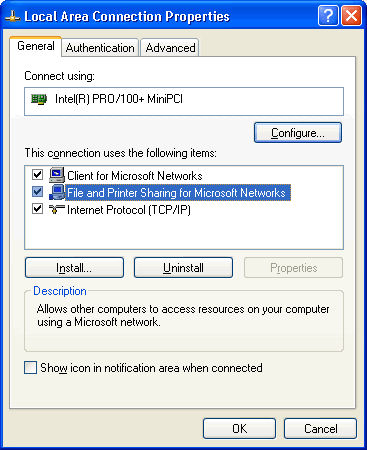 Local Area Connection Properties
General
Authentication
Advanced
Connect using:
Intel(R) PRO/100+ MiniPCI
Configure...
This connection uses the following items:
Client for Microsoft Networks
File and Printer Sharing for Microsoft Networks
Internet Protocol (TCP/IP)
Install...
Uninstall
Properties
Description
Allows other computers to access resources on your computer
using a Microsoft network.
Show icon in notification area when connected
OK
Cancel